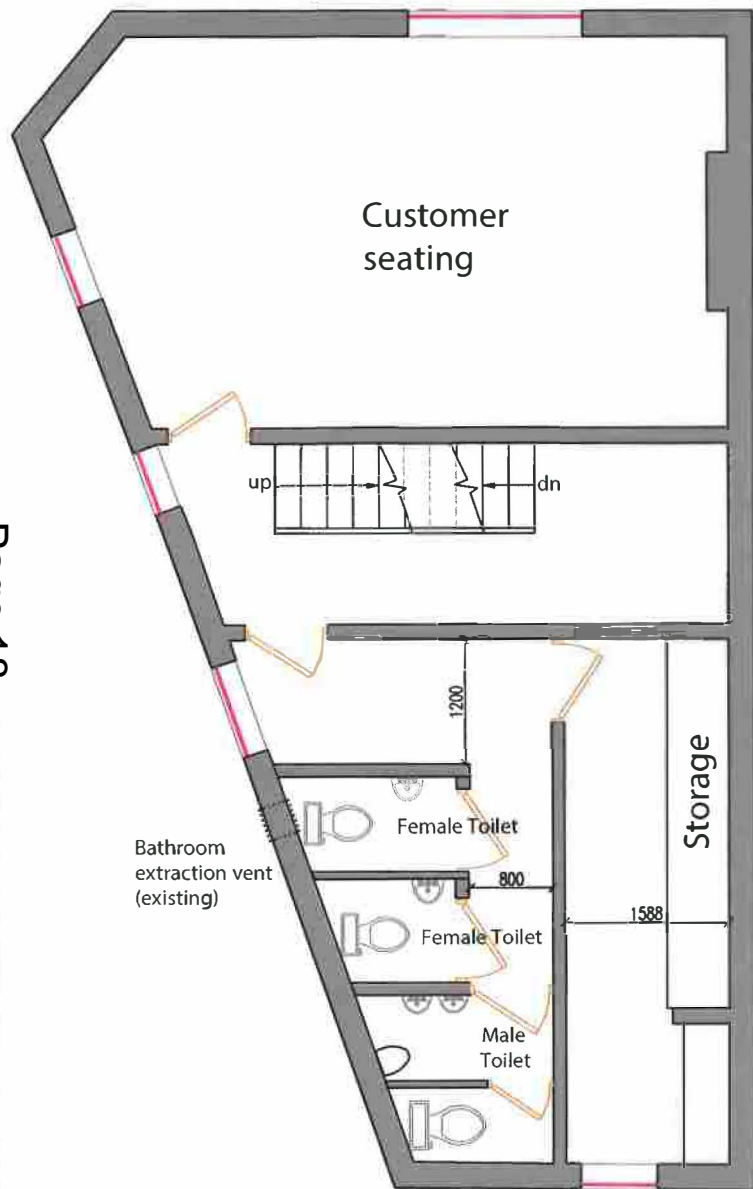 Customer
seating
up
dn
1200
Storage
Bathroom
extraction vent
(existing)
Female Toilet
800
1588
Female Toilet
Male
Toilet